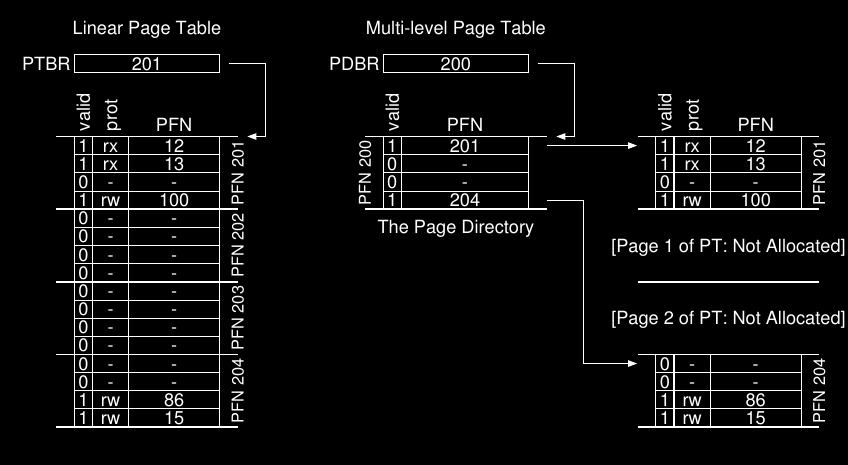 Linear Page Table
PTBR 201
valid prot PFN
1 rx 12
1 rx 13
0 - -
1 rw 100
PFN 201
0 - -
0 - -
0 - -
0 - -
PFN 202
0 - -
0 - -
0 - -
0 - -
PFN 203
0 - -
0 - -
1 rw 86
1 rw 15
PFN 204
Multi-level Page Table
PDBR 200
valid PFN
PFN 200
1 201
0 -
0 -
1 204
The Page Directory
valid prot PFN
1 rx 12
1 rx 13
0 - -
1 rw 100
PFN 201
[Page 1 of PT: Not Allocated]
[Page 2 of PT: Not Allocated]
0 - -
0 - -
1 rw 86
1 rw 15
PFN 204